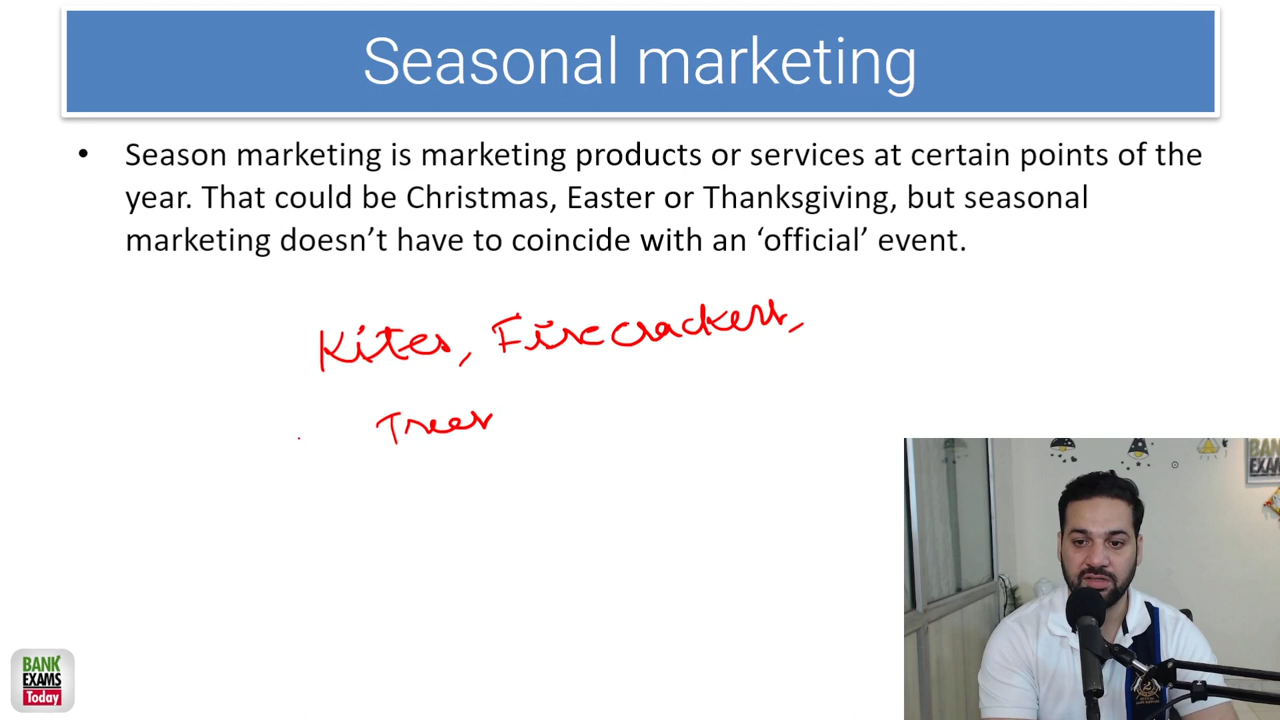 Seasonal marketing
• Season marketing is marketing products or services at certain points of the
year. That could be Christmas, Easter or Thanksgiving, but seasonal
marketing doesn’t have to coincide with an ‘official’ event.
Kites, Firecrackers,
Trees
BANK
EXAM
BANK
EXAMS
Today